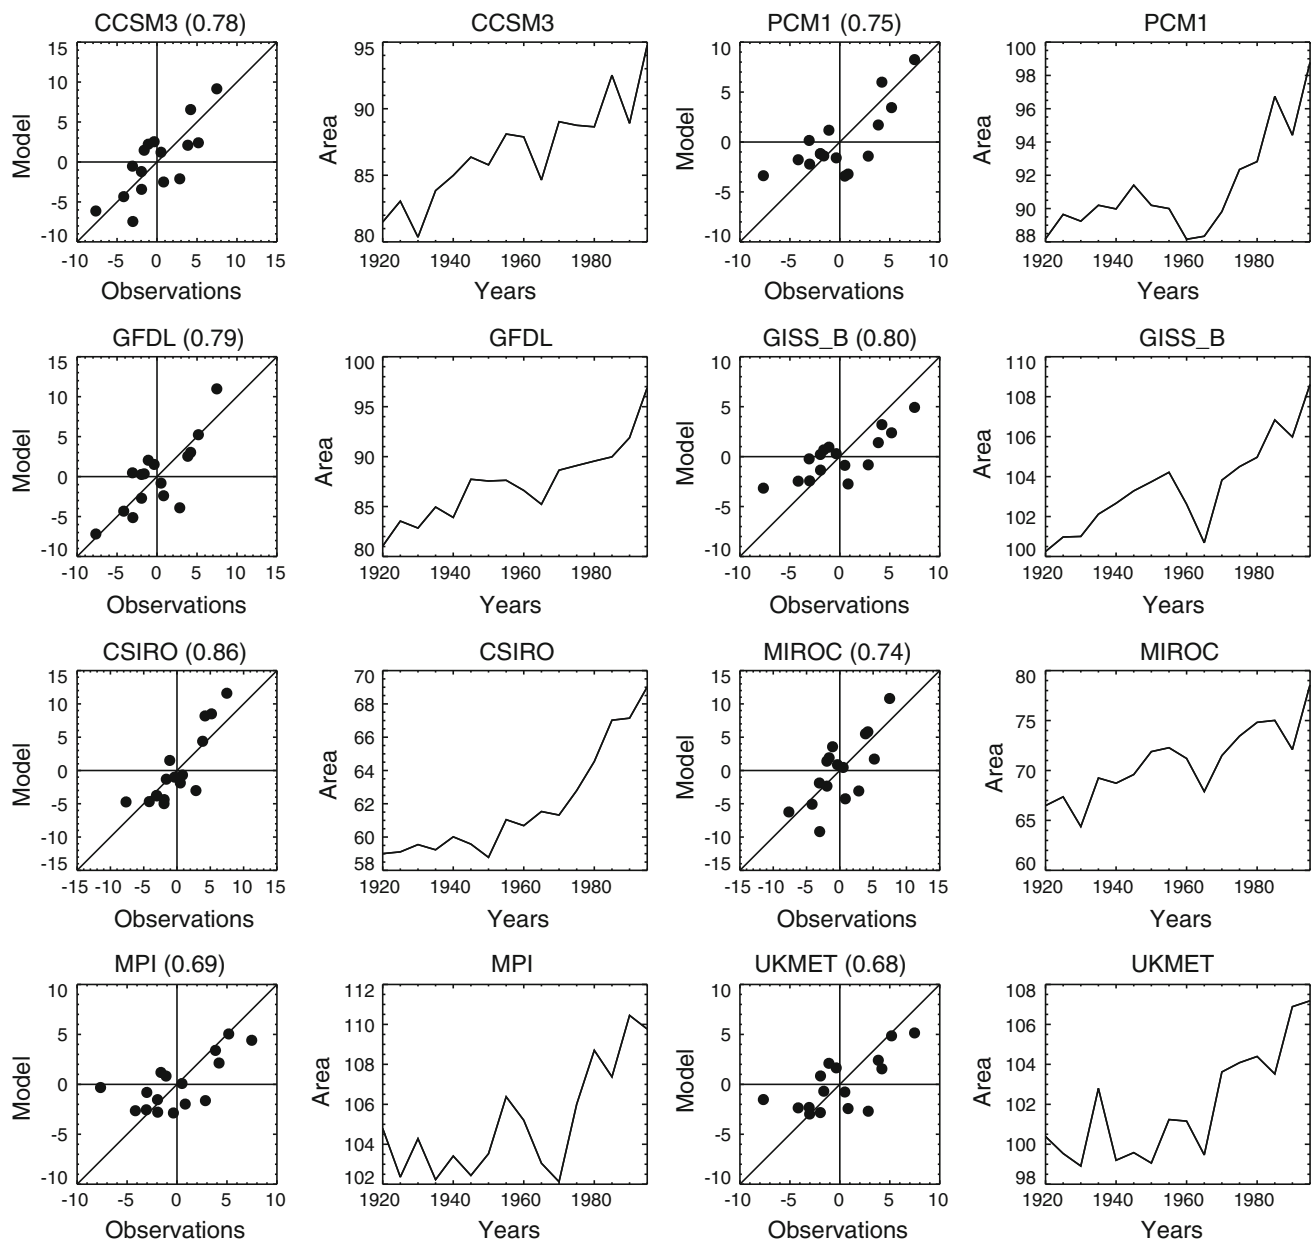 CCSM3 (0.78)
15
10
5
0
-5
-10
-10 -5 0 5 10 15
Model
Observations
CCSM3
95
90
85
80
1920 1940 1960 1980
Area
Years
PCM1 (0.75)
10
5
0
-5
-10
-10 -5 0 5 10
Model
Observations
PCM1
100
98
96
94
92
90
88
1920 1940 1960 1980
Area
Years
GFDL (0.79)
15
10
5
0
-5
-10
-10 -5 0 5 10 15
Model
Observations
GFDL
100
95
90
85
80
1920 1940 1960 1980
Area
Years
GISS_B (0.80)
10
5
0
-5
-10
-10 -5 0 5 10
Model
Observations
GISS_B
110
108
106
104
102
100
1920 1940 1960 1980
Area
Years
CSIRO (0.86)
15
10
5
0
-5
-10
-15
-15 -10 -5 0 5 10 15
Model
Observations
CSIRO
70
68
66
64
62
60
58
1920 1940 1960 1980
Area
Years
MIROC (0.74)
15
10
5
0
-5
-10
-15
-15 -10 -5 0 5 10 15
Model
Observations
MIROC
80
75
70
65
60
1920 1940 1960 1980
Area
Years
MPI (0.69)
10
5
0
-5
-10
-10 -5 0 5 10
Model
Observations
MPI
112
110
108
106
104
102
1920 1940 1960 1980
Area
Years
UKMET (0.68)
10
5
0
-5
-10
-10 -5 0 5 10
Model
Observations
UKMET
108
106
104
102
100
98
1920 1940 1960 1980
Area
Years